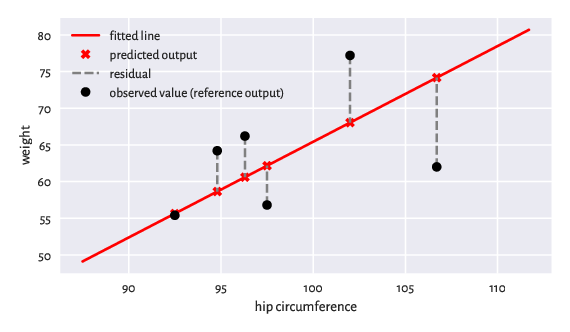 fitted line
predicted output
residual
observed value (reference output)
80
75
70
65
60
55
50
weight
90
95
100
105
110
hip circumference